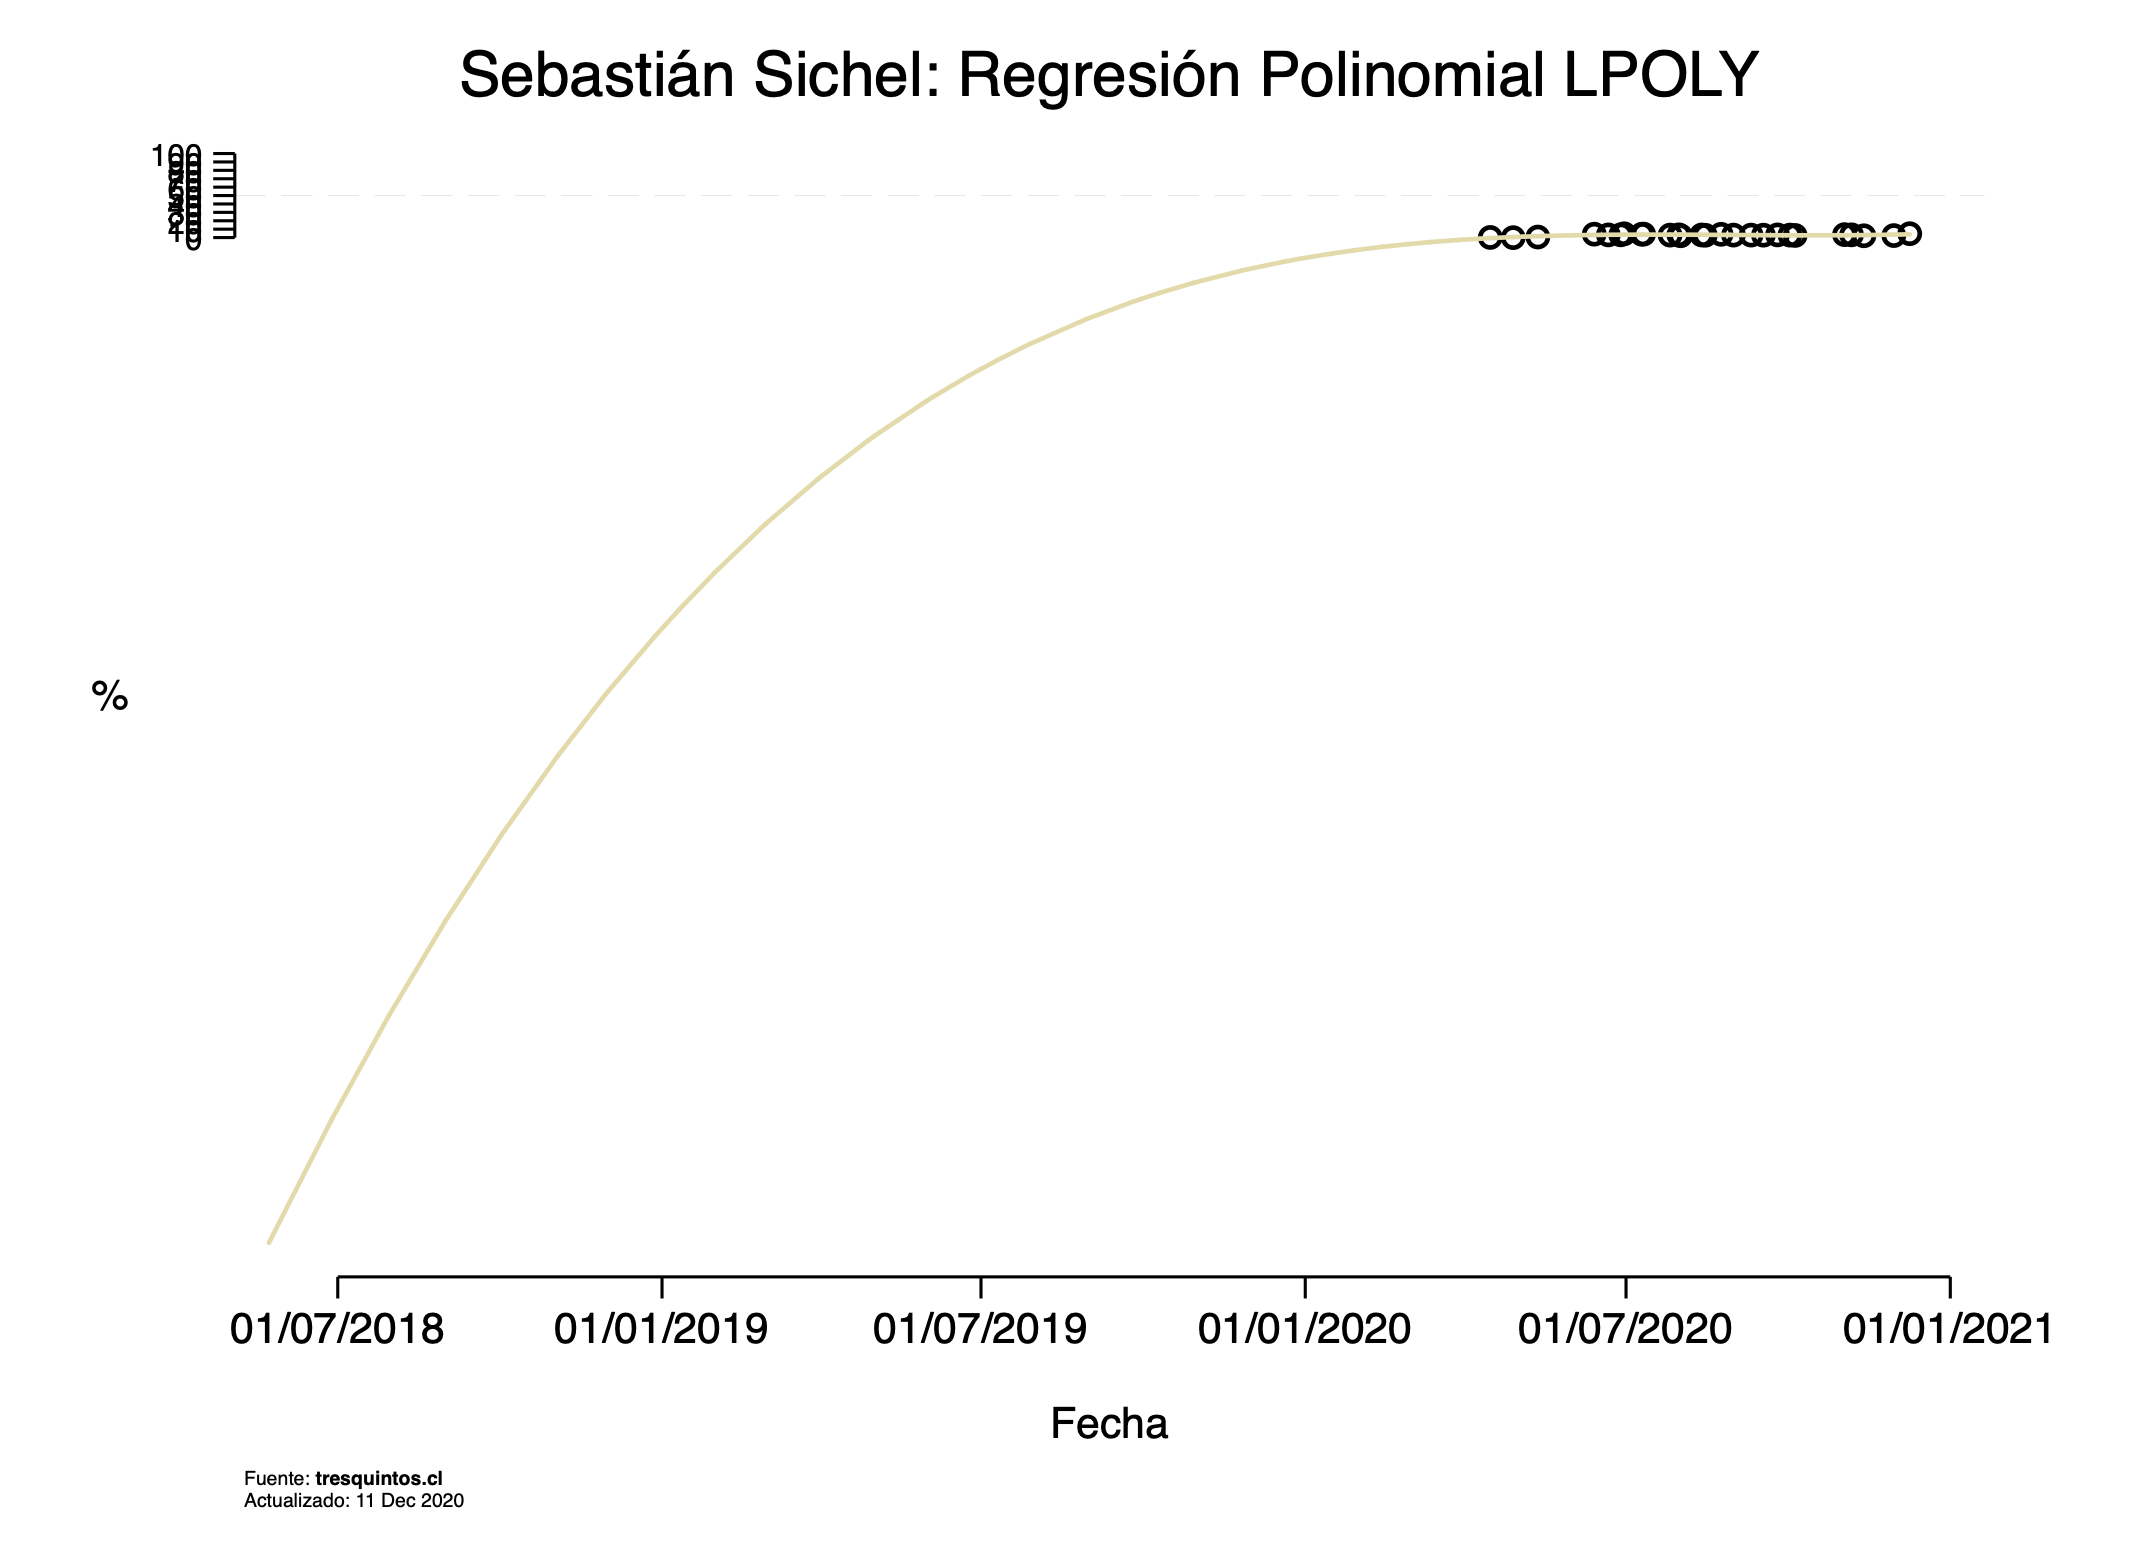 Sebastián Sichel: Regresión Polinomial LPOLY
100
10
0
%
01/07/2018 01/01/2019 01/07/2019 01/01/2020 01/07/2020 01/01/2021
Fecha
Fuente: tresquintos.cl
Actualizado: 11 Dec 2020